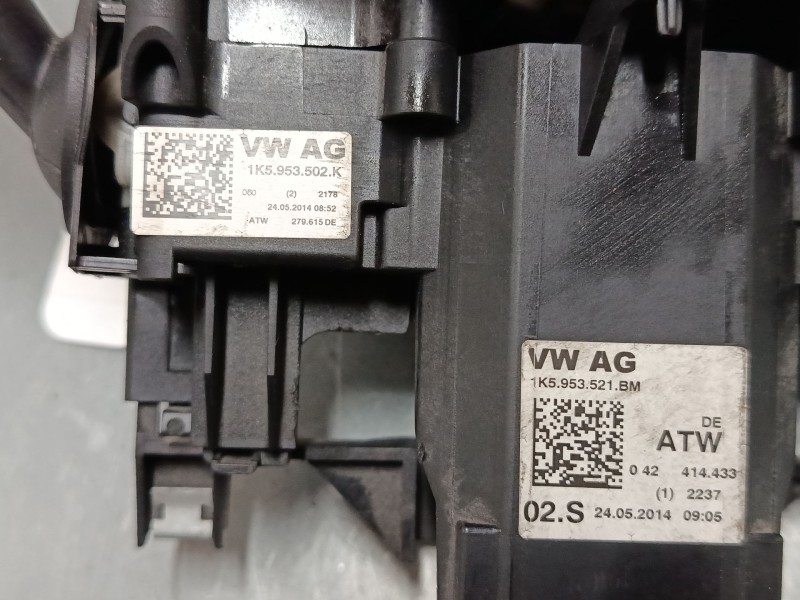 VW AG
1K5.953.502.K
060 (2) 2178
24.05.2014 08:52
ATW 279.615 DE
VW AG
1K5.953.521.BM
DE
ATW
0 42 414.433
(1) 2237
02.S 24.05.2014 09:05